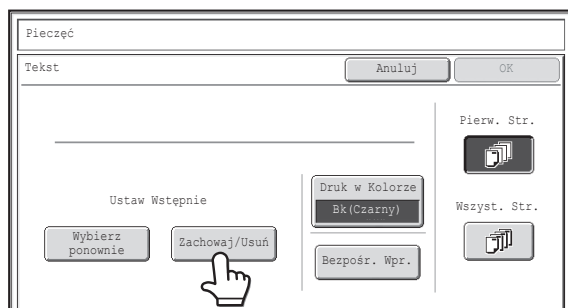 Pieczęć
Tekst
Anuluj
OK
Pierw. Str.
Ustaw Wstępnie
Druk w Kolorze
Bk(Czarny)
Wszyst. Str.
Wybierz
ponownie
Zachowaj/Usuń
Bezpośr. Wpr.